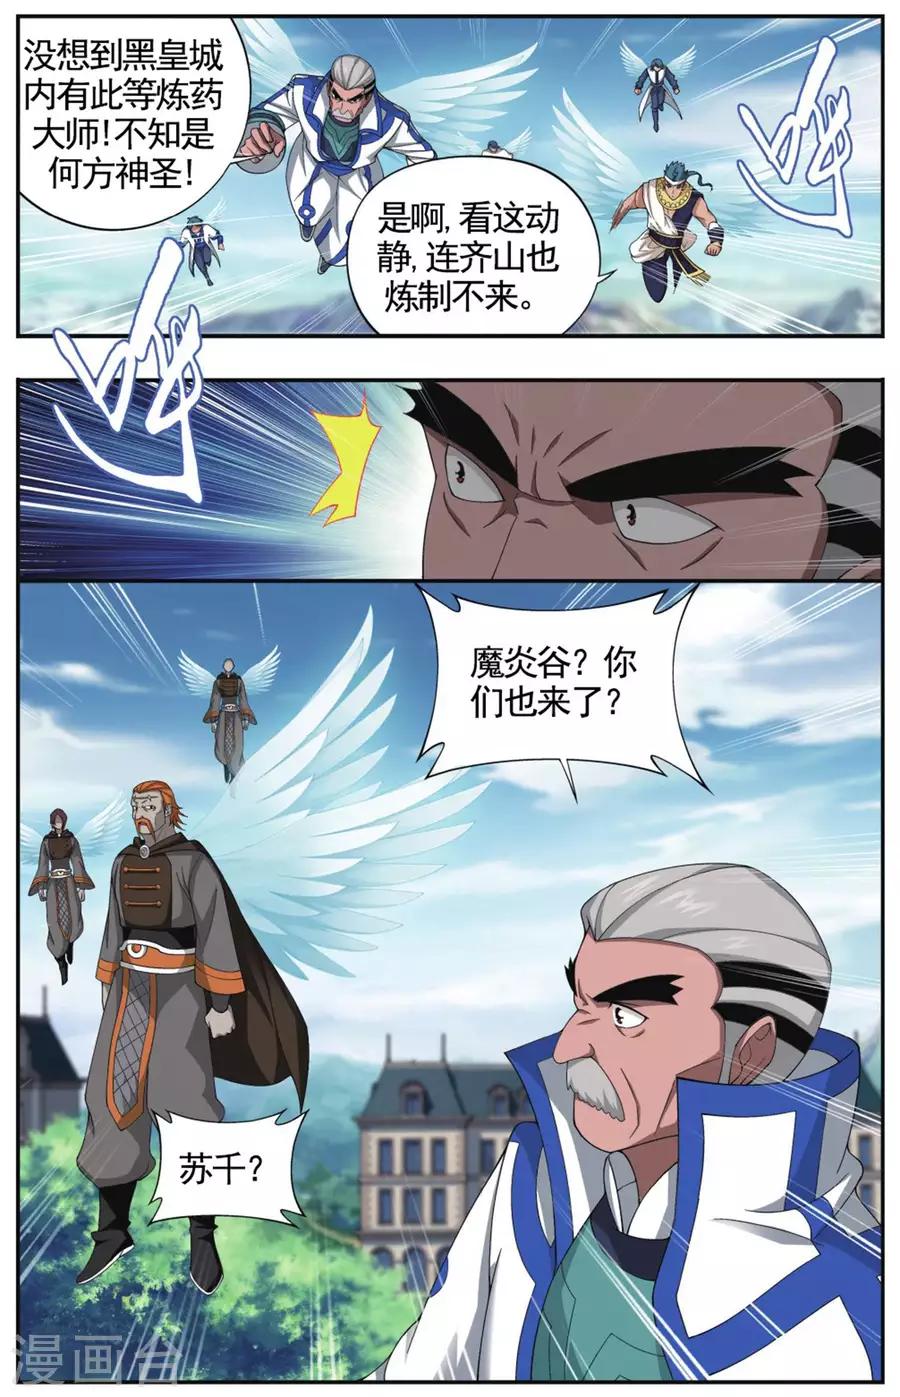 没想到黑皇城
内有此等炼药
大师!不知是
何方神圣!
是啊,看这动
静,连齐山也
炼制不来。
魔炎谷？你
们也来了？
苏千？
漫画台